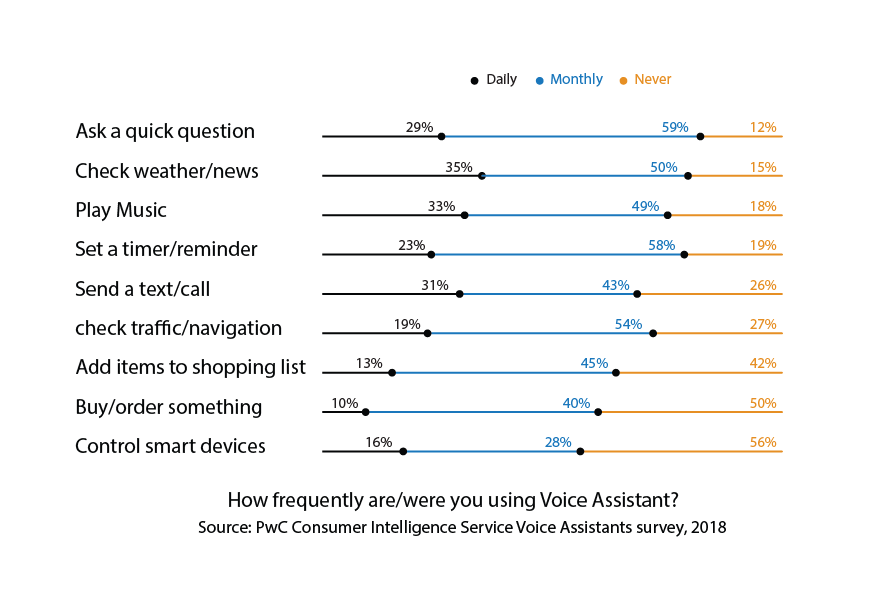 Daily Monthly Never
Ask a quick question 29% 59% 12%
Check weather/news 35% 50% 15%
Play Music 33% 49% 18%
Set a timer/reminder 23% 58% 19%
Send a text/call 31% 43% 26%
check traffic/navigation 19% 54% 27%
Add items to shopping list 13% 45% 42%
Buy/order something 10% 40% 50%
Control smart devices 16% 28% 56%
How frequently are/were you using Voice Assistant?
Source: PwC Consumer Intelligence Service Voice Assistants survey, 2018